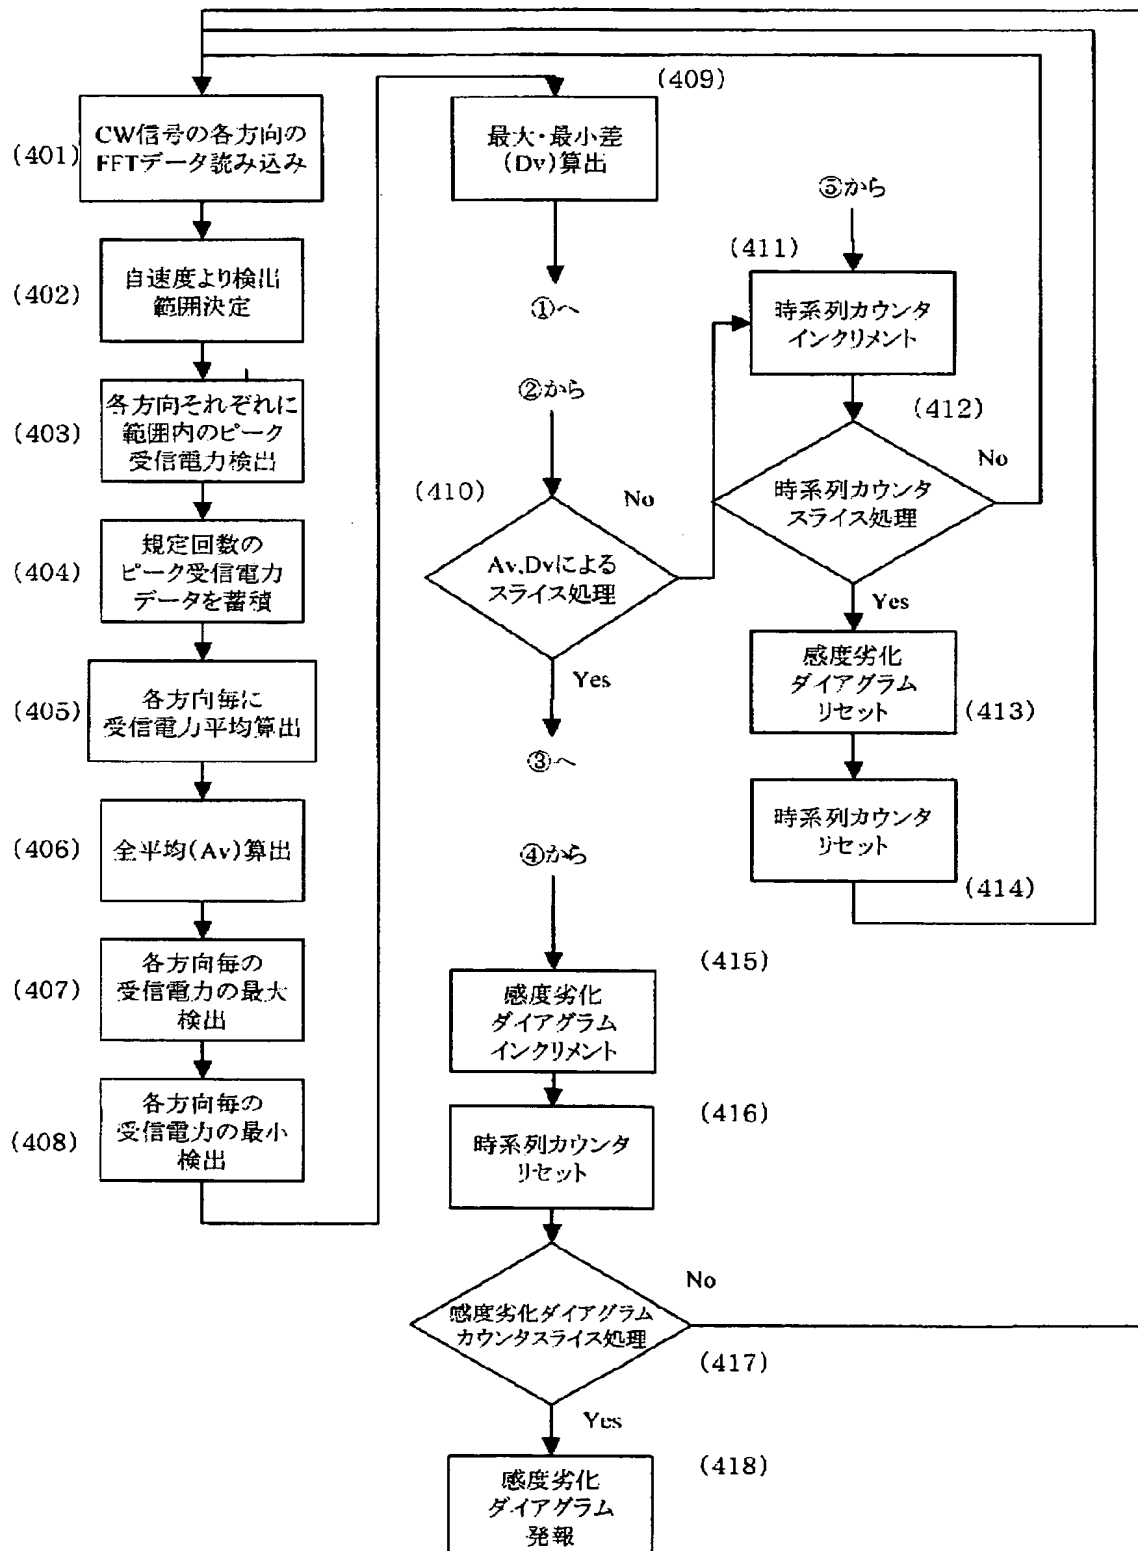 (401)
CW信号の各方向の
FFTデータ読み込み
(402)
自速度より検出
範囲決定
(403)
各方向それぞれに
範囲内のピーク
受信電力検出
(404)
規定回数の
ピーク受信電力
データを蓄積
(405)
各方向毎に
受信電力平均算出
(406)
全平均(Av)算出
(407)
各方向毎の
受信電力の最大
検出
(408)
各方向毎の
受信電力の最小
検出
(409)
最大・最小差
(Dv)算出
①へ
②から
(410)
Av,Dvによる
スライス処理
No
Yes
③へ
⑤から
(411)
時系列カウンタ
インクリメント
(412)
時系列カウンタ
スライス処理
No
Yes
感度劣化
ダイアグラム
リセット
(413)
時系列カウンタ
リセット
(414)
④から
(415)
感度劣化
ダイアグラム
インクリメント
(416)
時系列カウンタ
リセット
感度劣化ダイアグラム
カウンタスライス処理
No
(417)
Yes
(418)
感度劣化
ダイアグラム
発報